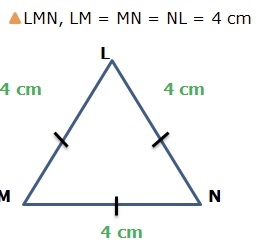 ▲LMN, LM = MN = NL = 4 cm
L
4 cm 4 cm
M N
4 cm